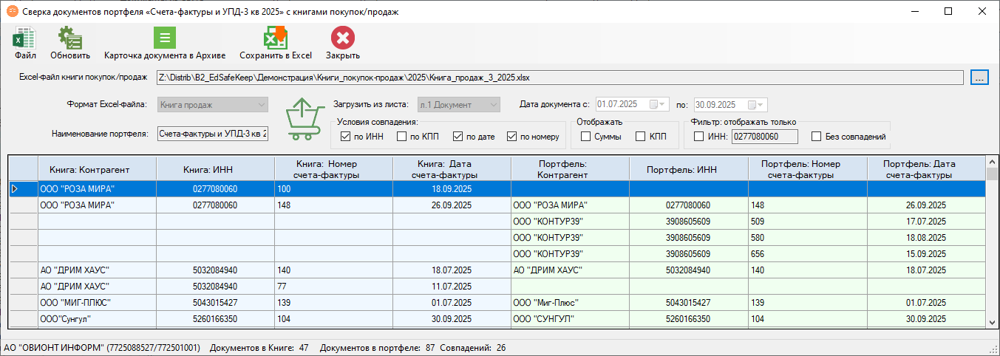 Сверка документов портфеля «Счета-фактуры и УПД-3 кв 2025» с книгами покупок/продаж
Файл Обновить Карточка документа в Архиве Сохранить в Excel Закрыть
Excel-файл книги покупок/продаж Z:\Distrib\B2_EdSafeKeep\Демонстрация\Книги_покупок-продаж\2025\Книга_продаж_3_2025.xlsx ...
Формат Excel-файла: Книга продаж Загрузить из листа: л.1 Документ Дата документа с: 01.07.2025 по: 30.09.2025
Условия совпадения: Отображать Фильтр: отображать только
Наименование портфеля: Счета-фактуры и УПД-3 кв 2 по ИНН по КПП по дате по номеру Суммы КПП ИНН: 0277080060 Без совпадений
Книга: Контрагент Книга: ИНН Книга: Номер счета-фактуры Книга: Дата счета-фактуры Портфель: Контрагент Портфель: ИНН Портфель: Номер счета-фактуры Портфель: Дата счета-фактуры
ООО "РОЗА МИРА" 0277080060 100 18.09.2025
ООО "РОЗА МИРА" 0277080060 148 26.09.2025 ООО "РОЗА МИРА" 0277080060 148 26.09.2025
ООО "КОНТУР39" 3908605609 509 17.07.2025
ООО "КОНТУР39" 3908605609 580 18.08.2025
ООО "КОНТУР39" 3908605609 656 15.09.2025
АО "ДРИМ ХАУС" 5032084940 140 18.07.2025 АО "ДРИМ ХАУС" 5032084940 140 18.07.2025
АО "ДРИМ ХАУС" 5032084940 77 11.07.2025
ООО "МИГ-ПЛЮС" 5043015427 139 01.07.2025 ООО "Миг-Плюс" 5043015427 139 01.07.2025
ООО"Сунгул" 5260166350 104 30.09.2025 ООО "СУНГУЛ" 5260166350 104 30.09.2025
АО "ОВИОНТ ИНФОРМ" (7725088527/772501001) Документов в Книге: 47 Документов в портфеле: 87 Совпадений: 26